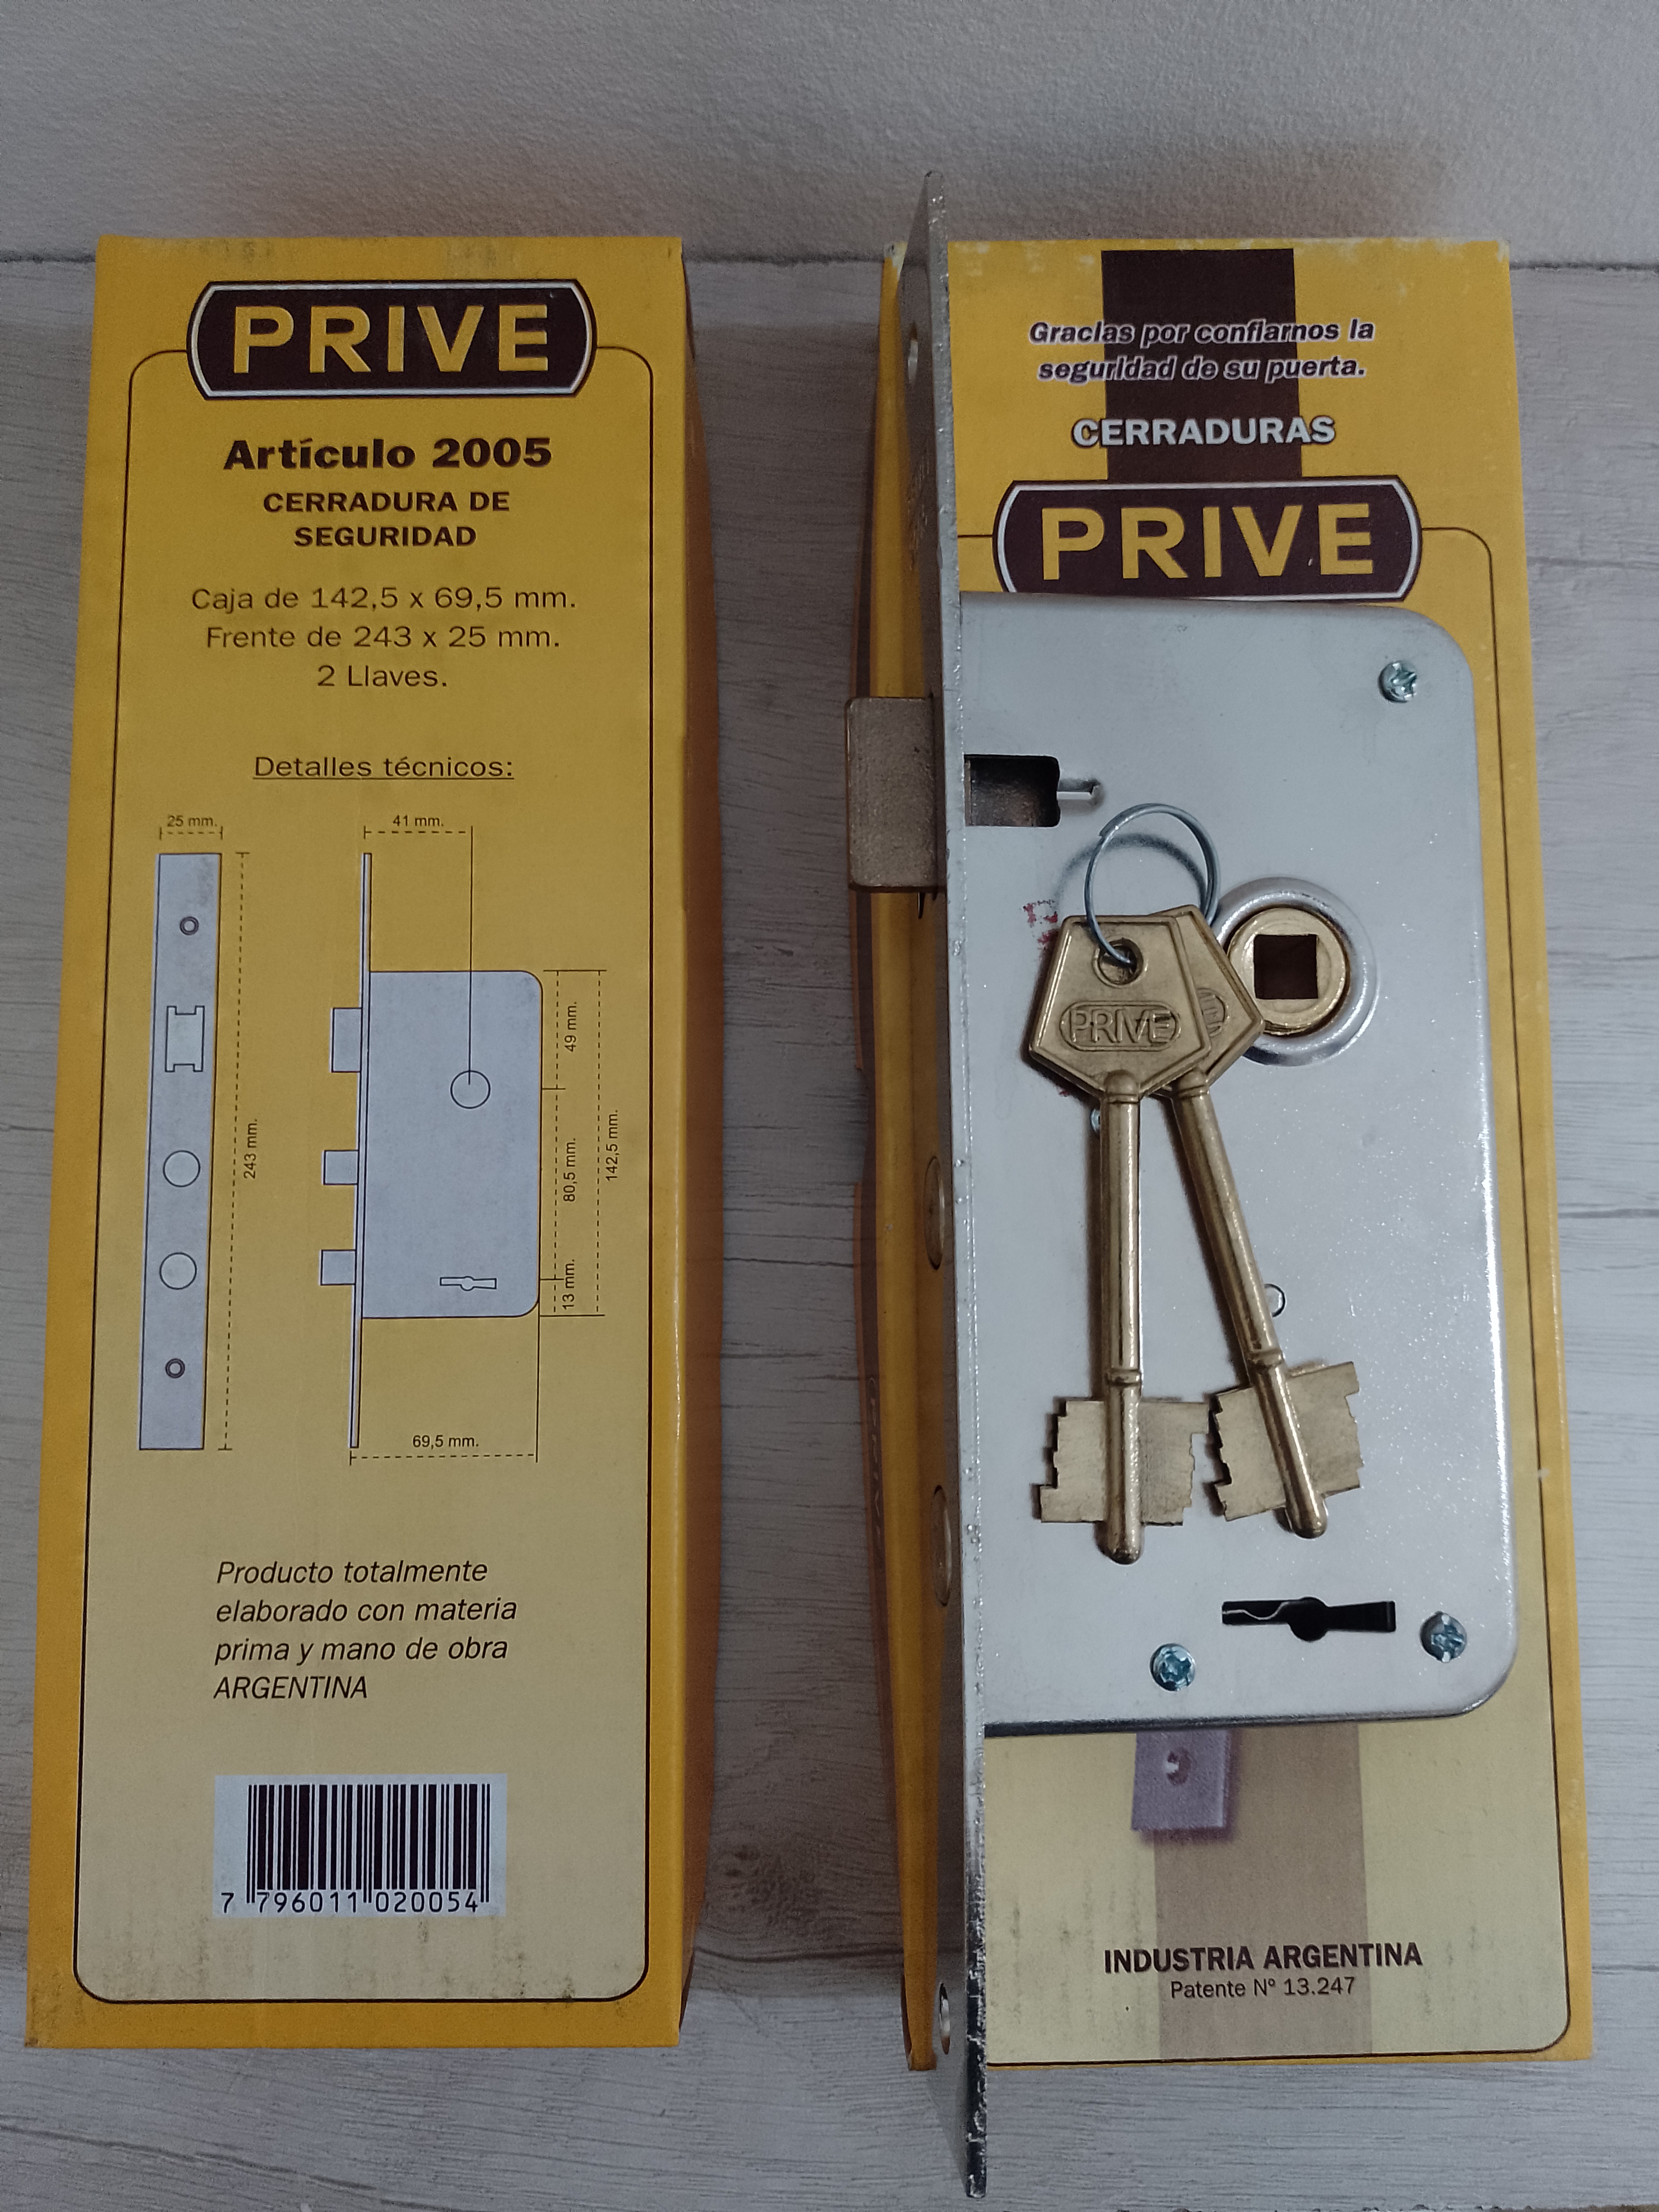 PRIVE
Artículo 2005
CERRADURA DE
SEGURIDAD
Caja de 142,5 x 69,5 mm.
Frente de 243 x 25 mm.
2 Llaves.
Detalles técnicos:
25 mm.
41 mm.
243 mm.
49 mm.
80,5 mm.
142,5 mm.
13 mm.
69,5 mm.
Producto totalmente
elaborado con materia
prima y mano de obra
ARGENTINA
7 796011 020054
Gracias por confiarnos la
seguridad de su puerta.
CERRADURAS
PRIVE
PRIVE
INDUSTRIA ARGENTINA
Patente Nº 13.247